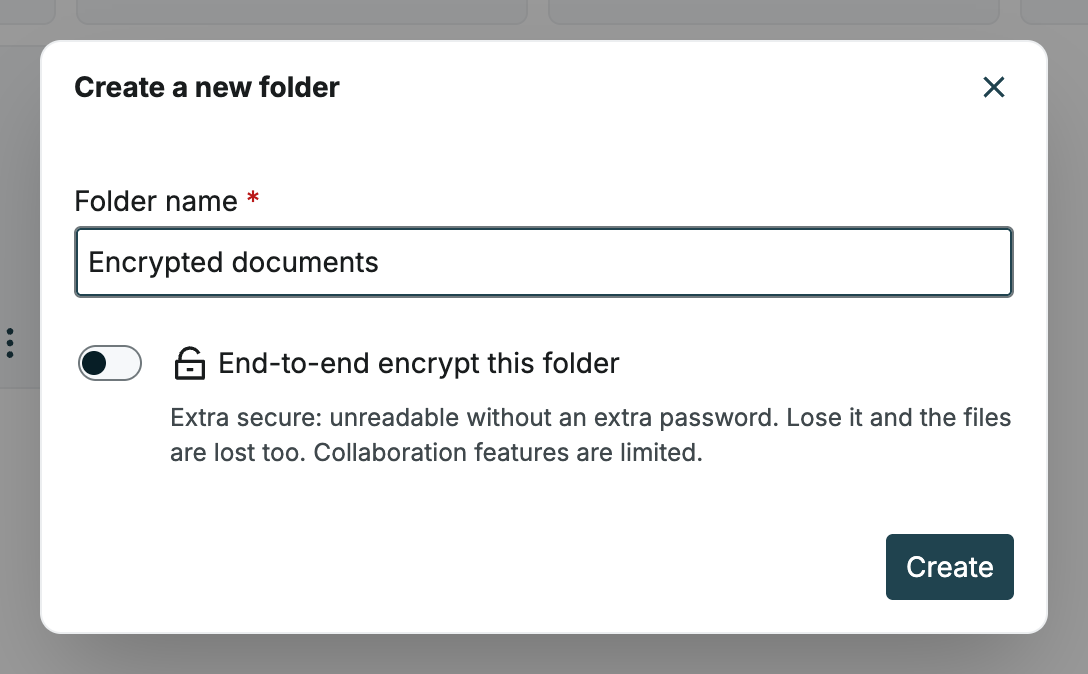 Create a new folder
Folder name *
Encrypted documents
End-to-end encrypt this folder
Extra secure: unreadable without an extra password. Lose it and the files
are lost too. Collaboration features are limited.
Create